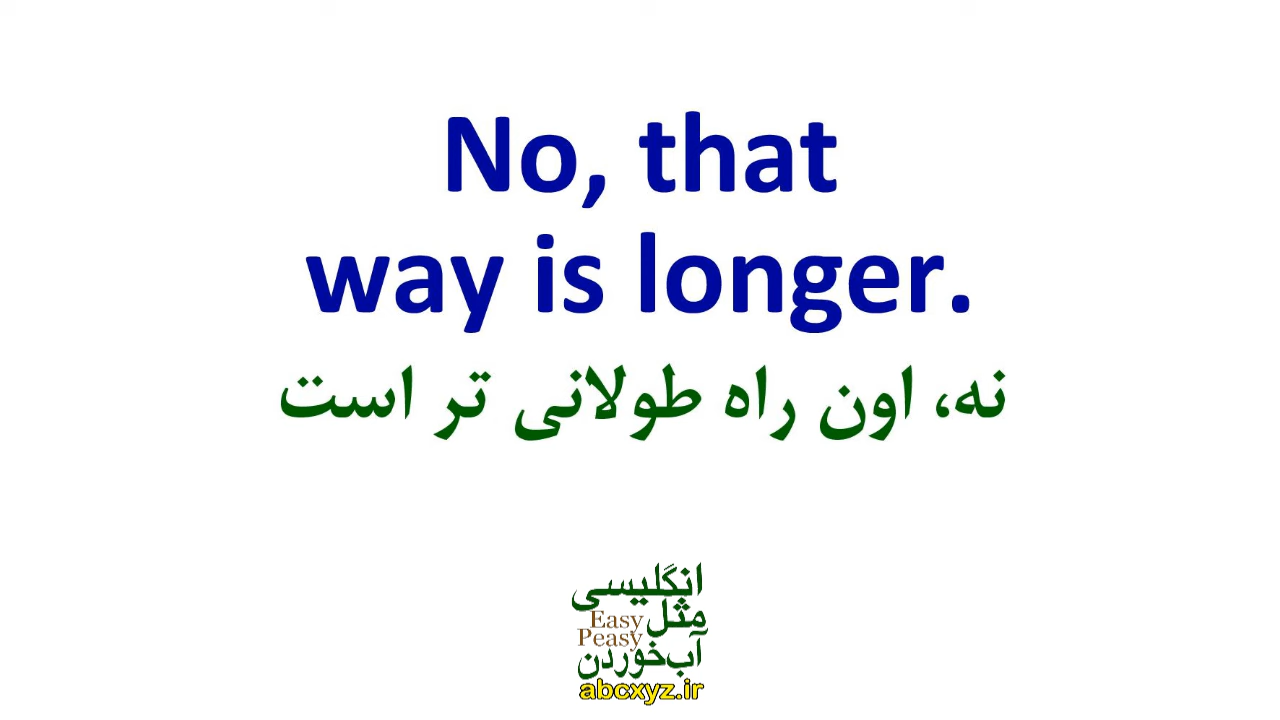 No, that
way is longer.
نه، اون راه طولانی تر است
انگلیسی
مثل
Easy
Peasy
آب‌خوردن
abcxyz.ir